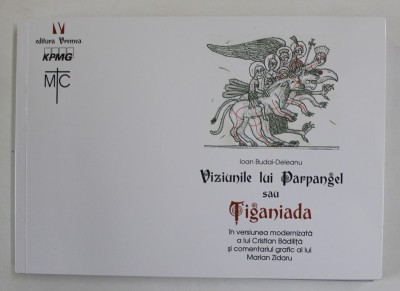 editura Vremea
KPMG
MTC
Ioan Budai-Deleanu
Viziunile lui Parpangel
sau
Țiganiada
în versiunea modernizată
a lui Cristian Bădiliță
și comentariul grafic al lui
Marian Zidaru